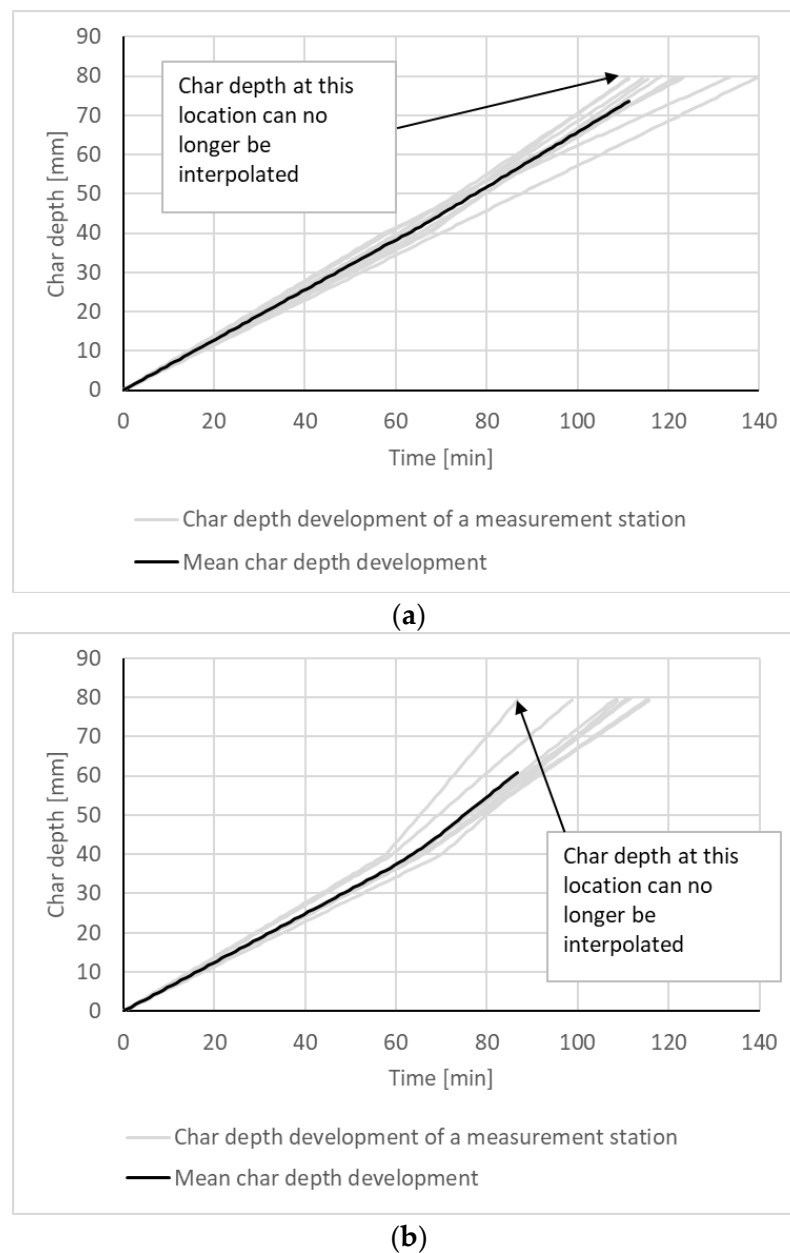 90
80
70
60
50
40
30
20
10
0
Char depth [mm]
Char depth at this
location can no
longer be
interpolated
0 20 40 60 80 100 120 140
Time [min]
Char depth development of a measurement station
Mean char depth development
(a)
90
80
70
60
50
40
30
20
10
0
Char depth [mm]
Char depth at this
location can no
longer be
interpolated
0 20 40 60 80 100 120 140
Time [min]
Char depth development of a measurement station
Mean char depth development
(b)